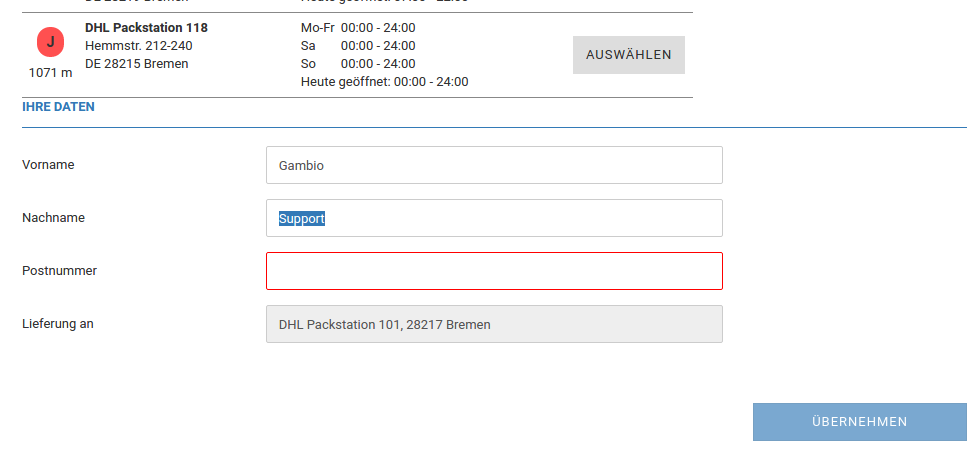 DHL Packstation 118
Mo-Fr 00:00 - 24:00
J
Hemmstr. 212-240
Sa 00:00 - 24:00
AUSWÄHLEN
DE 28215 Bremen
So 00:00 - 24:00
1071 m
Heute geöffnet: 00:00 - 24:00
IHRE DATEN
Vorname
Gambio
Nachname
Support
Postnummer
Lieferung an
DHL Packstation 101, 28217 Bremen
ÜBERNEHMEN